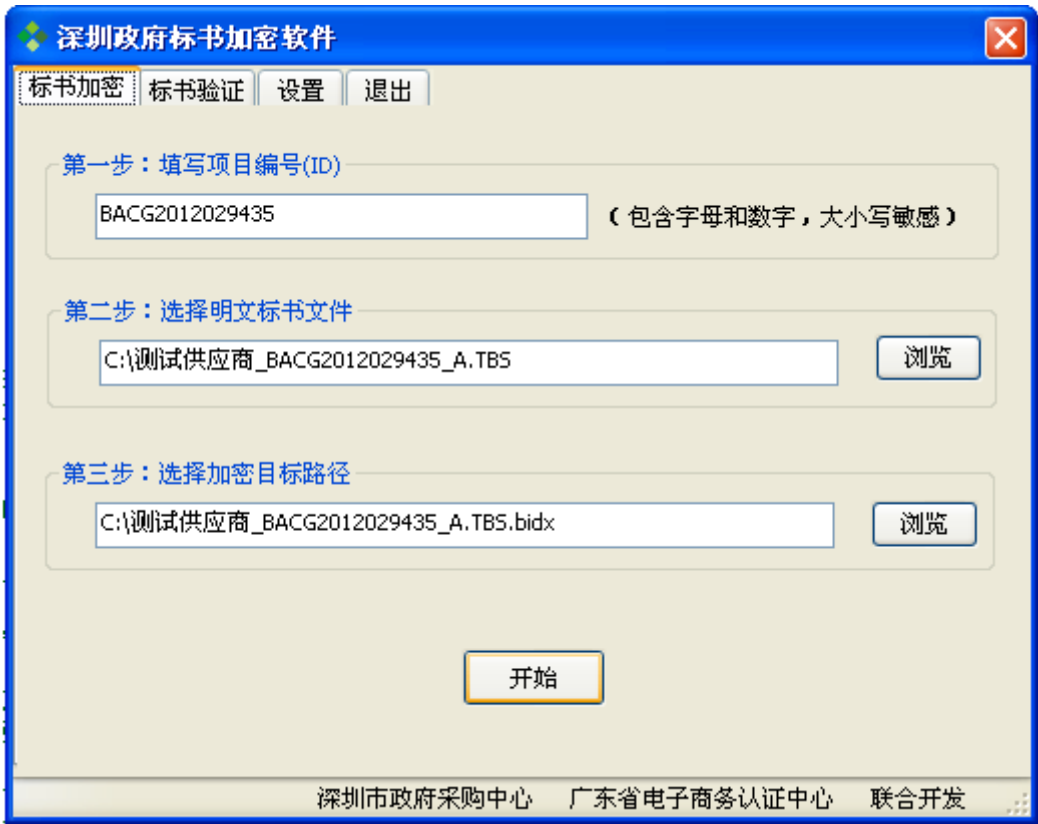 深圳政府标书加密软件
标书加密 标书验证 设置 退出
第一步：填写项目编号(ID)
BACG2012029435 （包含字母和数字，大小写敏感）
第二步：选择明文标书文件
C:\测试供应商_BACG2012029435_A.TBS 浏览
第三步：选择加密目标路径
C:\测试供应商_BACG2012029435_A.TBS.bidx 浏览
开始
深圳市政府采购中心 广东省电子商务认证中心 联合开发